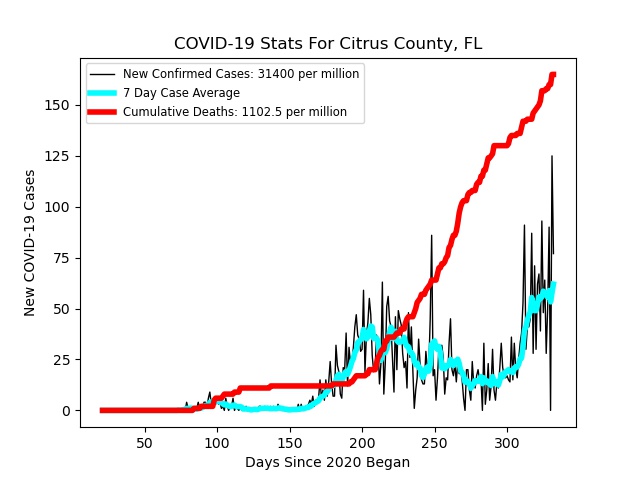 COVID-19 Stats For Citrus County, FL
New Confirmed Cases: 31400 per million
7 Day Case Average
Cumulative Deaths: 1102.5 per million
New COVID-19 Cases
150
125
100
75
50
25
0
50 100 150 200 250 300
Days Since 2020 Began